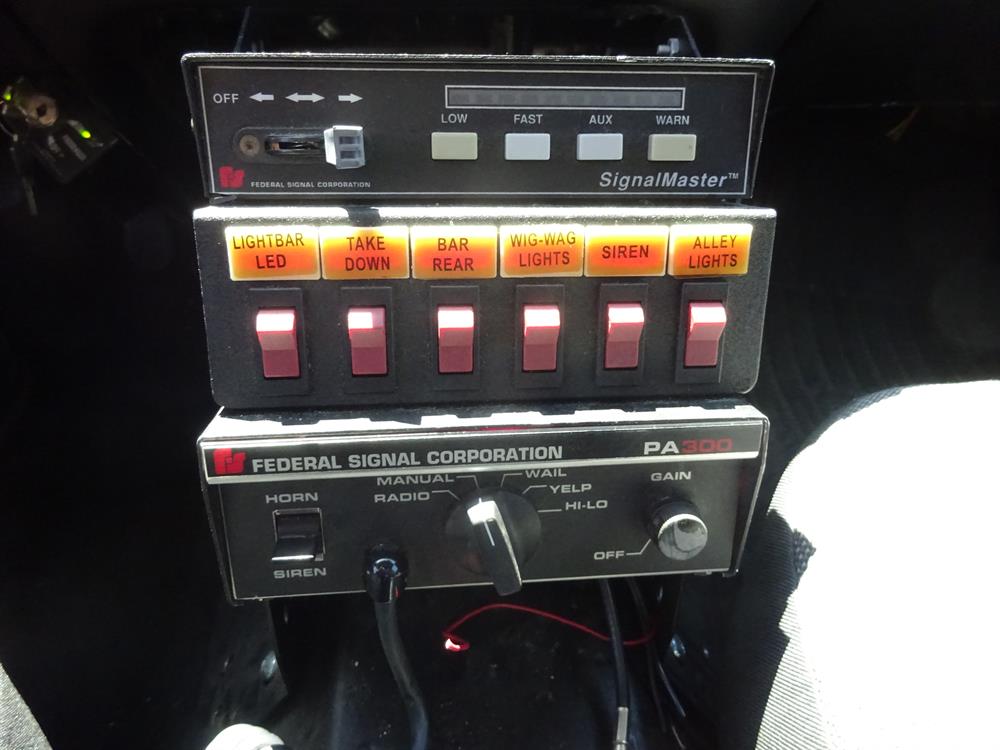 OFF
LOW FAST AUX WARN
FEDERAL SIGNAL CORPORATION
SignalMaster™
LIGHTBAR
LED
TAKE
DOWN
BAR
REAR
WIG-WAG
LIGHTS
SIREN
ALLEY
LIGHTS
FEDERAL SIGNAL CORPORATION
PA300
HORN
SIREN
RADIO
MANUAL
WAIL
YELP
HI-LO
GAIN
OFF